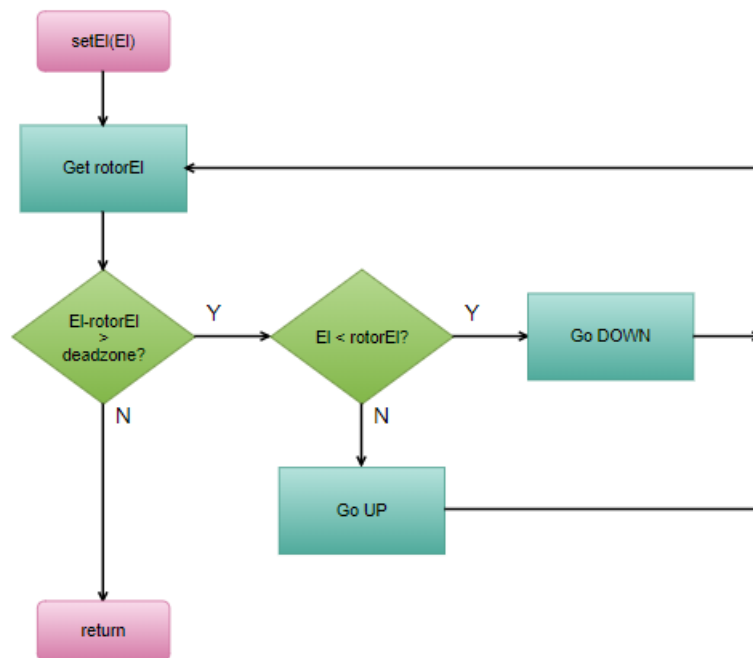 setEl(El)
Get rotorEl
El-rotorEl
>
deadzone?
Y
El < rotorEl?
Y
Go DOWN
N
N
Go UP
return